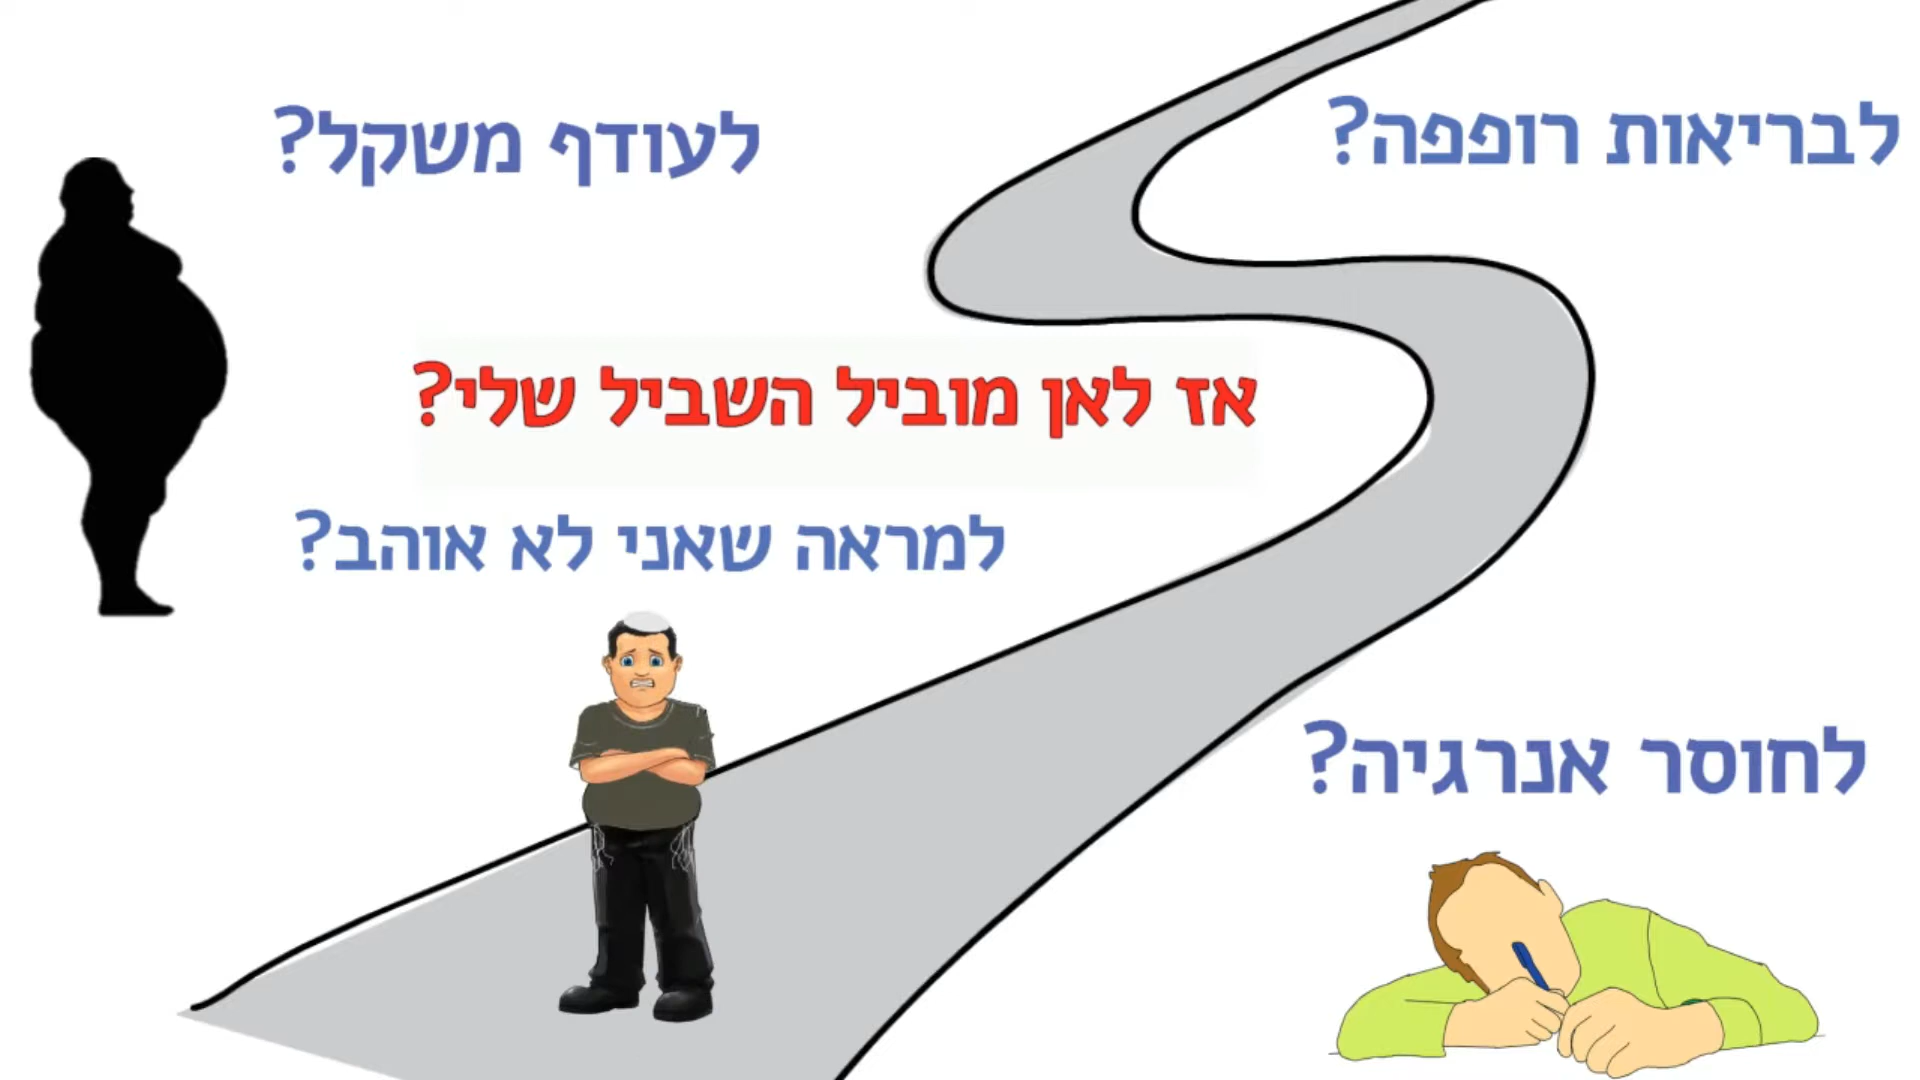 לבריאות רופפה?
לעודף משקל?
אז לאן מוביל השביל שלי?
למראה שאני לא אוהב?
לחוסר אנרגיה?